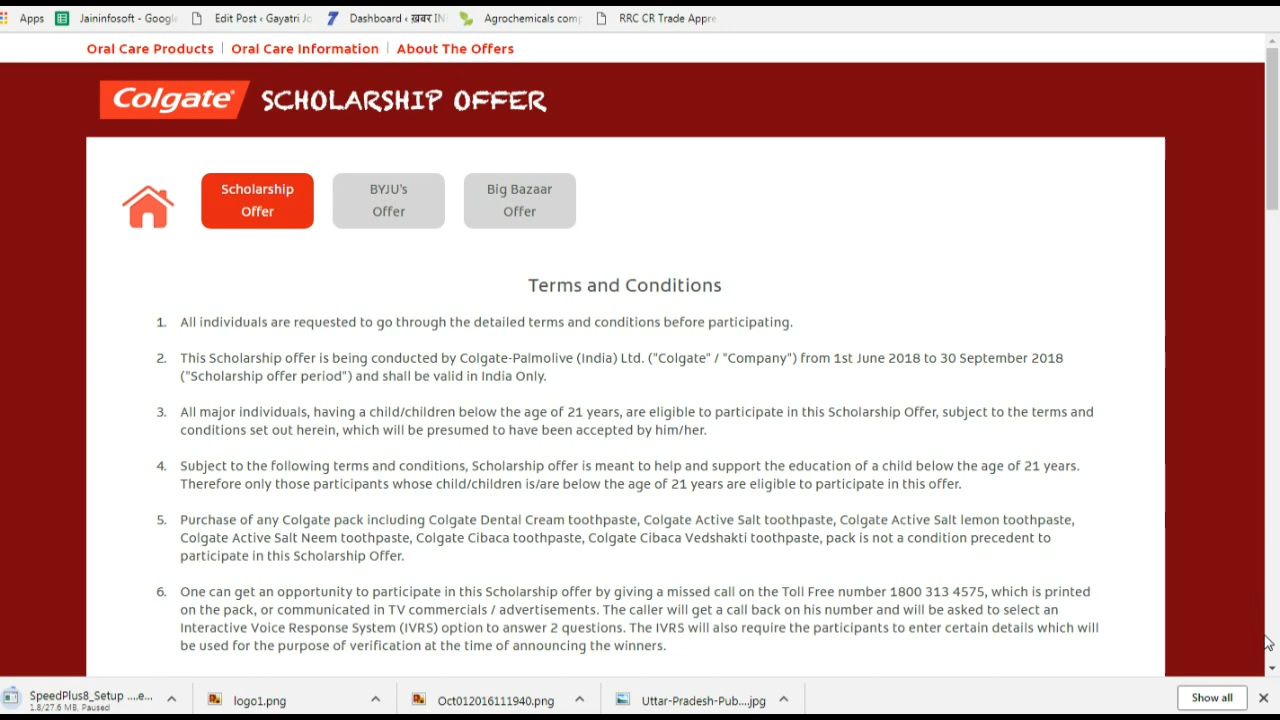 Apps Jaininfosoft - Google Edit Post ‹ Gayatri Jo Dashboard ‹ ख़बर IN Agrochemicals comp RRC CR Trade Appre
Oral Care Products | Oral Care Information | About The Offers
Colgate® SCHOLARSHIP OFFER
Scholarship
Offer
BYJU's
Offer
Big Bazaar
Offer
Terms and Conditions
1. All individuals are requested to go through the detailed terms and conditions before participating.
2. This Scholarship offer is being conducted by Colgate-Palmolive (India) Ltd. ("Colgate" / "Company") from 1st June 2018 to 30 September 2018
("Scholarship offer period") and shall be valid in India Only.
3. All major individuals, having a child/children below the age of 21 years, are eligible to participate in this Scholarship Offer, subject to the terms and
conditions set out herein, which will be presumed to have been accepted by him/her.
4. Subject to the following terms and conditions, Scholarship offer is meant to help and support the education of a child below the age of 21 years.
Therefore only those participants whose child/children is/are below the age of 21 years are eligible to participate in this offer.
5. Purchase of any Colgate pack including Colgate Dental Cream toothpaste, Colgate Active Salt toothpaste, Colgate Active Salt lemon toothpaste,
Colgate Active Salt Neem toothpaste, Colgate Cibaca toothpaste, Colgate Cibaca Vedshakti toothpaste, pack is not a condition precedent to
participate in this Scholarship Offer.
6. One can get an opportunity to participate in this Scholarship offer by giving a missed call on the Toll Free number 1800 313 4575, which is printed
on the pack, or communicated in TV commercials / advertisements. The caller will get a call back on his number and will be asked to select an
Interactive Voice Response System (IVRS) option to answer 2 questions. The IVRS will also require the participants to enter certain details which will
be used for the purpose of verification at the time of announcing the winners.
SpeedPlus8_Setup ....e...
1.8/27.6 MB, Paused
logo1.png
Oct012016111940.png
Uttar-Pradesh-Pub....jpg
Show all